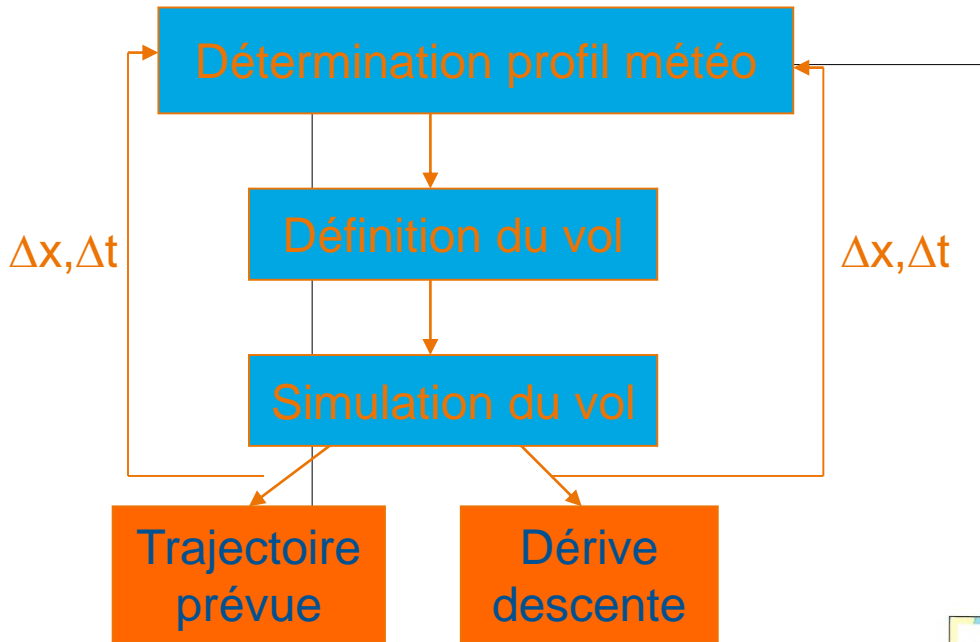 Détermination profil météo
Définition du vol
Δx,Δt
Δx,Δt
Simulation du vol
Trajectoire
prévue
Dérive
descente